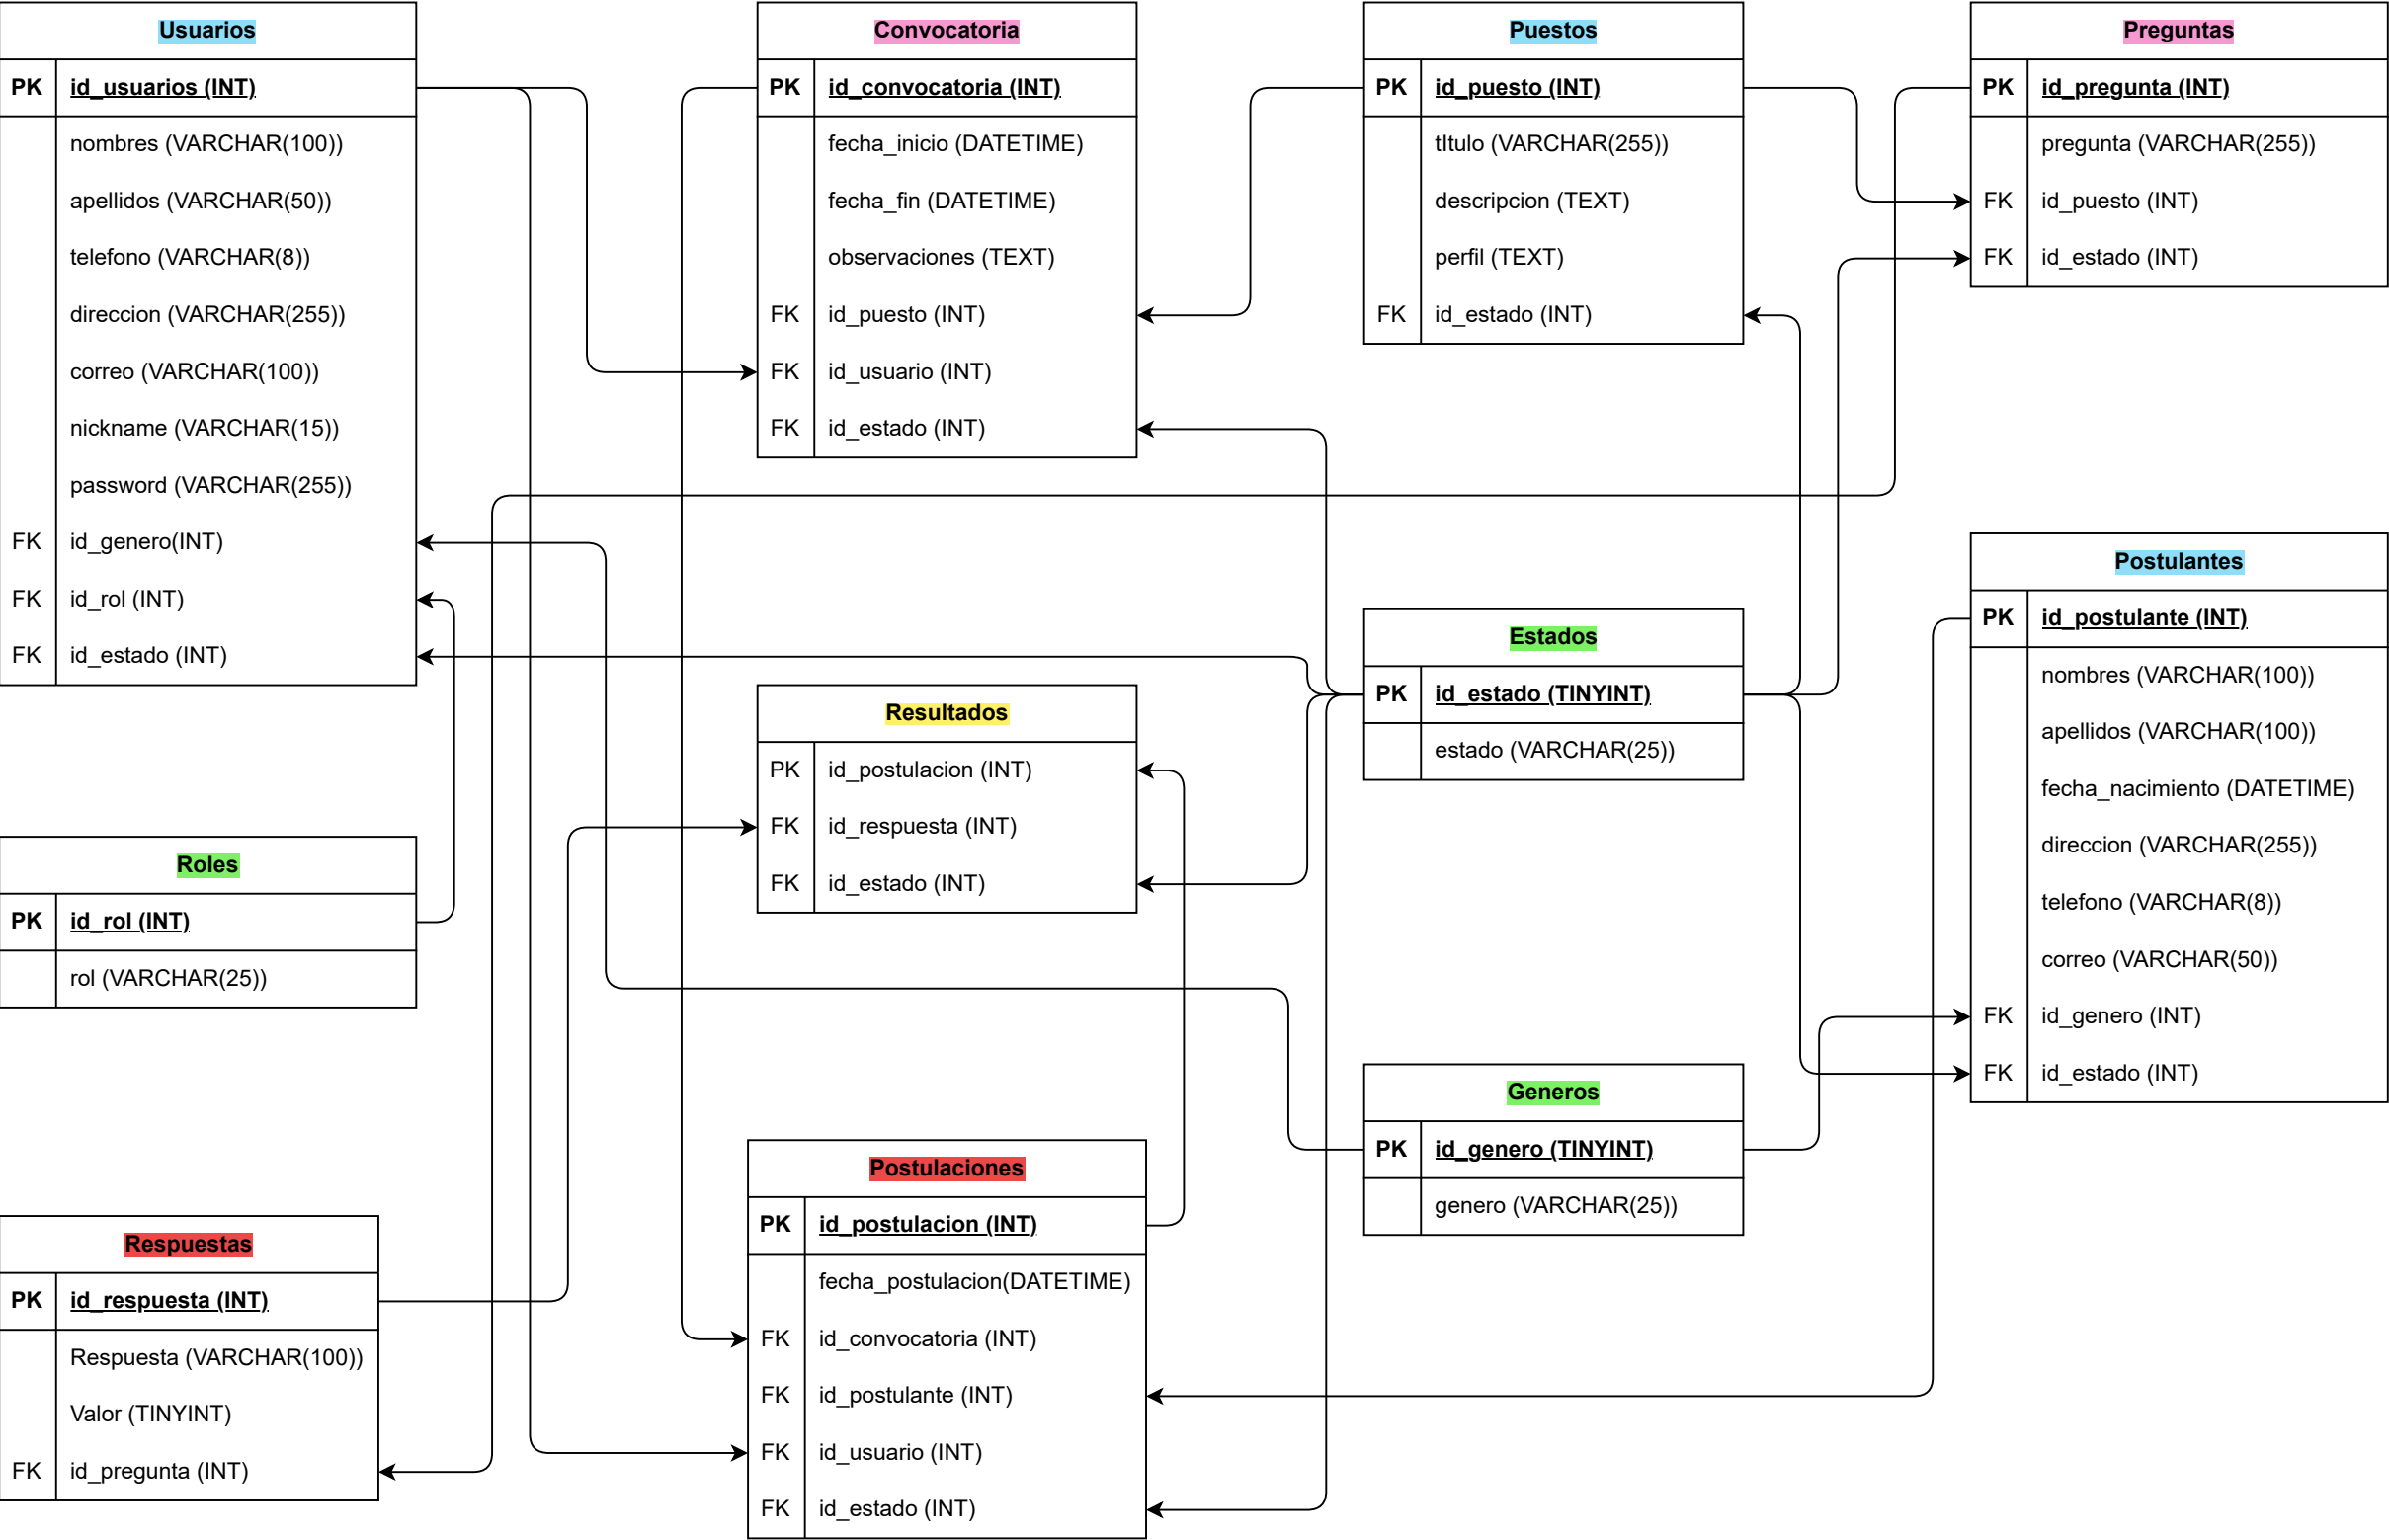 Usuarios
PK id_usuarios (INT)
nombres (VARCHAR(100))
apellidos (VARCHAR(50))
telefono (VARCHAR(8))
direccion (VARCHAR(255))
correo (VARCHAR(100))
nickname (VARCHAR(15))
password (VARCHAR(255))
FK id_genero(INT)
FK id_rol (INT)
FK id_estado (INT)
Convocatoria
PK id_convocatoria (INT)
fecha_inicio (DATETIME)
fecha_fin (DATETIME)
observaciones (TEXT)
FK id_puesto (INT)
FK id_usuario (INT)
FK id_estado (INT)
Puestos
PK id_puesto (INT)
tItulo (VARCHAR(255))
descripcion (TEXT)
perfil (TEXT)
FK id_estado (INT)
Preguntas
PK id_pregunta (INT)
pregunta (VARCHAR(255))
FK id_puesto (INT)
FK id_estado (INT)
Postulantes
PK id_postulante (INT)
nombres (VARCHAR(100))
apellidos (VARCHAR(100))
fecha_nacimiento (DATETIME)
direccion (VARCHAR(255))
telefono (VARCHAR(8))
correo (VARCHAR(50))
FK id_genero (INT)
FK id_estado (INT)
Estados
PK id_estado (TINYINT)
estado (VARCHAR(25))
Resultados
PK id_postulacion (INT)
FK id_respuesta (INT)
FK id_estado (INT)
Roles
PK id_rol (INT)
rol (VARCHAR(25))
Generos
PK id_genero (TINYINT)
genero (VARCHAR(25))
Postulaciones
PK id_postulacion (INT)
fecha_postulacion(DATETIME)
FK id_convocatoria (INT)
FK id_postulante (INT)
FK id_usuario (INT)
FK id_estado (INT)
Respuestas
PK id_respuesta (INT)
Respuesta (VARCHAR(100))
Valor (TINYINT)
FK id_pregunta (INT)